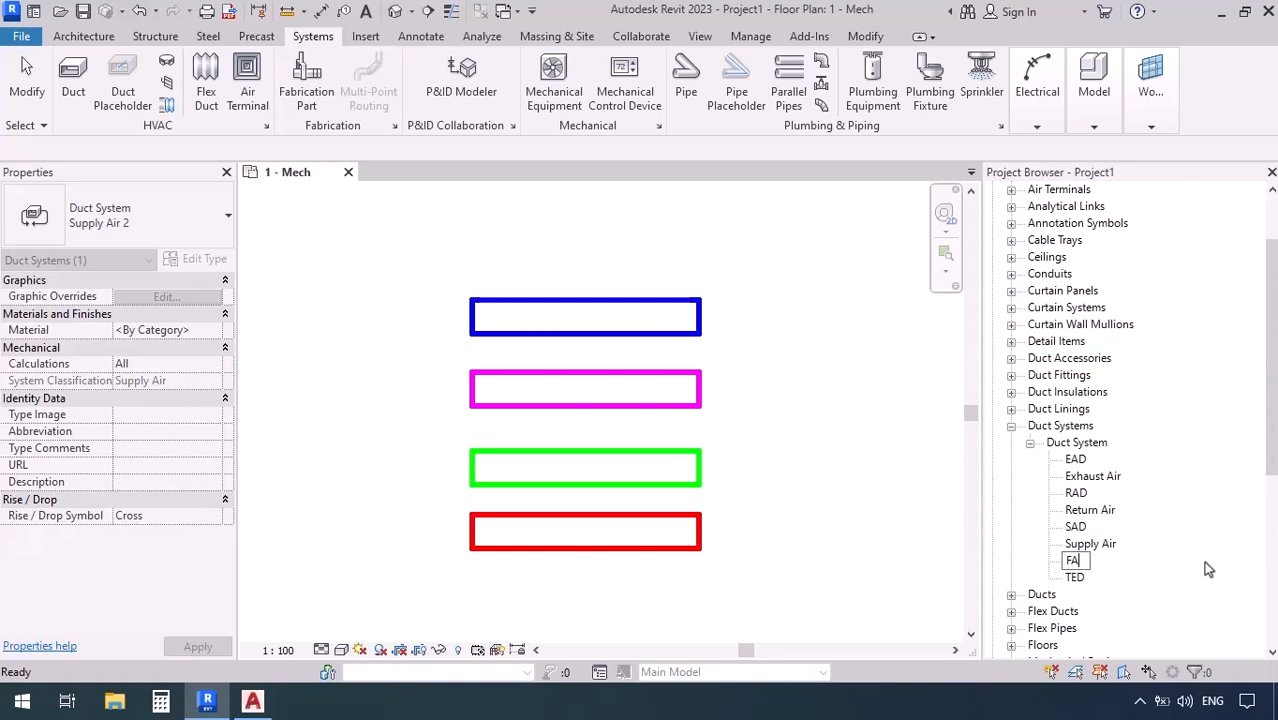 Autodesk Revit 2023 - Project1 - Floor Plan: 1 - Mech
Sign In
File
Architecture
Structure
Steel
Precast
Systems
Insert
Annotate
Analyze
Massing & Site
Collaborate
View
Manage
Add-Ins
Modify
Modify
Duct
Duct Placeholder
Flex Duct
Air Terminal
Fabrication Part
Multi-Point Routing
P&ID Modeler
Mechanical Equipment
Mechanical Control Device
Pipe
Pipe Placeholder
Parallel Pipes
Plumbing Equipment
Plumbing Fixture
Sprinkler
Electrical
Model
Wo...
Select
HVAC
Fabrication
P&ID Collaboration
Mechanical
Plumbing & Piping
Properties
1 - Mech
Project Browser - Project1
Duct System
Supply Air 2
Duct Systems (1)
Edit Type
Graphics
Graphic Overrides
Edit...
Materials and Finishes
Material
<By Category>
Mechanical
Calculations
All
System Classification
Supply Air
Identity Data
Type Image
Abbreviation
Type Comments
URL
Description
Rise / Drop
Rise / Drop Symbol
Cross
Properties help
Apply
2D
Air Terminals
Analytical Links
Annotation Symbols
Cable Trays
Ceilings
Conduits
Curtain Panels
Curtain Systems
Curtain Wall Mullions
Detail Items
Duct Accessories
Duct Fittings
Duct Insulations
Duct Linings
Duct Systems
Duct System
EAD
Exhaust Air
RAD
Return Air
SAD
Supply Air
FA
TED
Ducts
Flex Ducts
Flex Pipes
Floors
1 : 100
Ready
:0
Main Model
:0
ENG